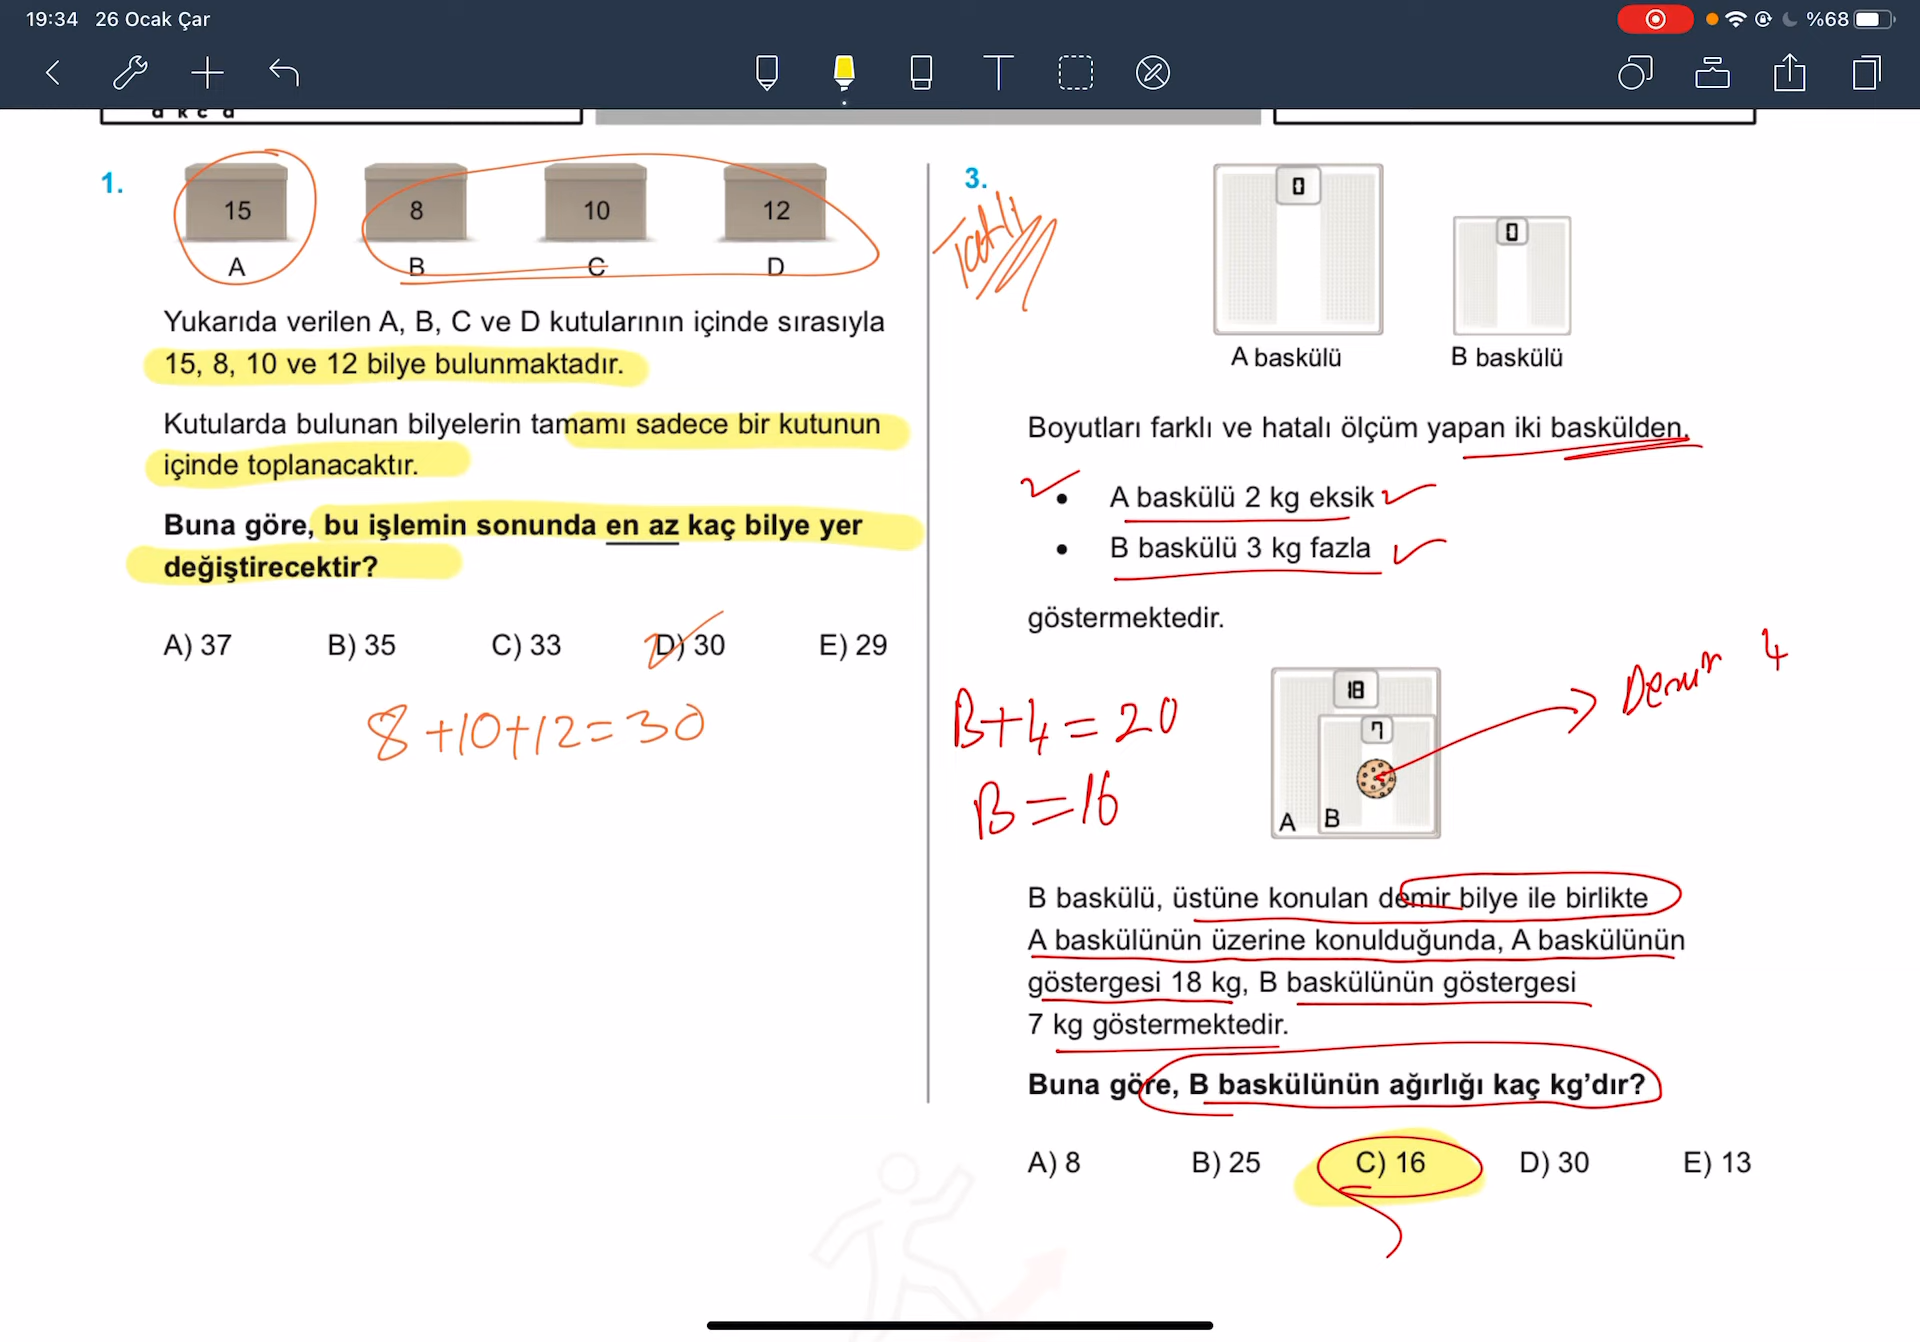 19:34 26 Ocak Çar
%68
1.
15
8
10
12
A
B
C
D
Yukarıda verilen A, B, C ve D kutularının içinde sırasıyla
15, 8, 10 ve 12 bilye bulunmaktadır.
Kutularda bulunan bilyelerin tamamı sadece bir kutunun
içinde toplanacaktır.
Buna göre, bu işlemin sonunda en az kaç bilye yer
değiştirecektir?
A) 37 B) 35 C) 33 D) 30 E) 29
8+10+12=30
3.
0
0
A baskülü
B baskülü
Boyutları farklı ve hatalı ölçüm yapan iki baskülden,
• A baskülü 2 kg eksik
• B baskülü 3 kg fazla
göstermektedir.
18
7
A
B
Demir 4
B+4=20
B=16
B baskülü, üstüne konulan demir bilye ile birlikte
A baskülünün üzerine konulduğunda, A baskülünün
göstergesi 18 kg, B baskülünün göstergesi
7 kg göstermektedir.
Buna göre, B baskülünün ağırlığı kaç kg'dır?
A) 8 B) 25 C) 16 D) 30 E) 13